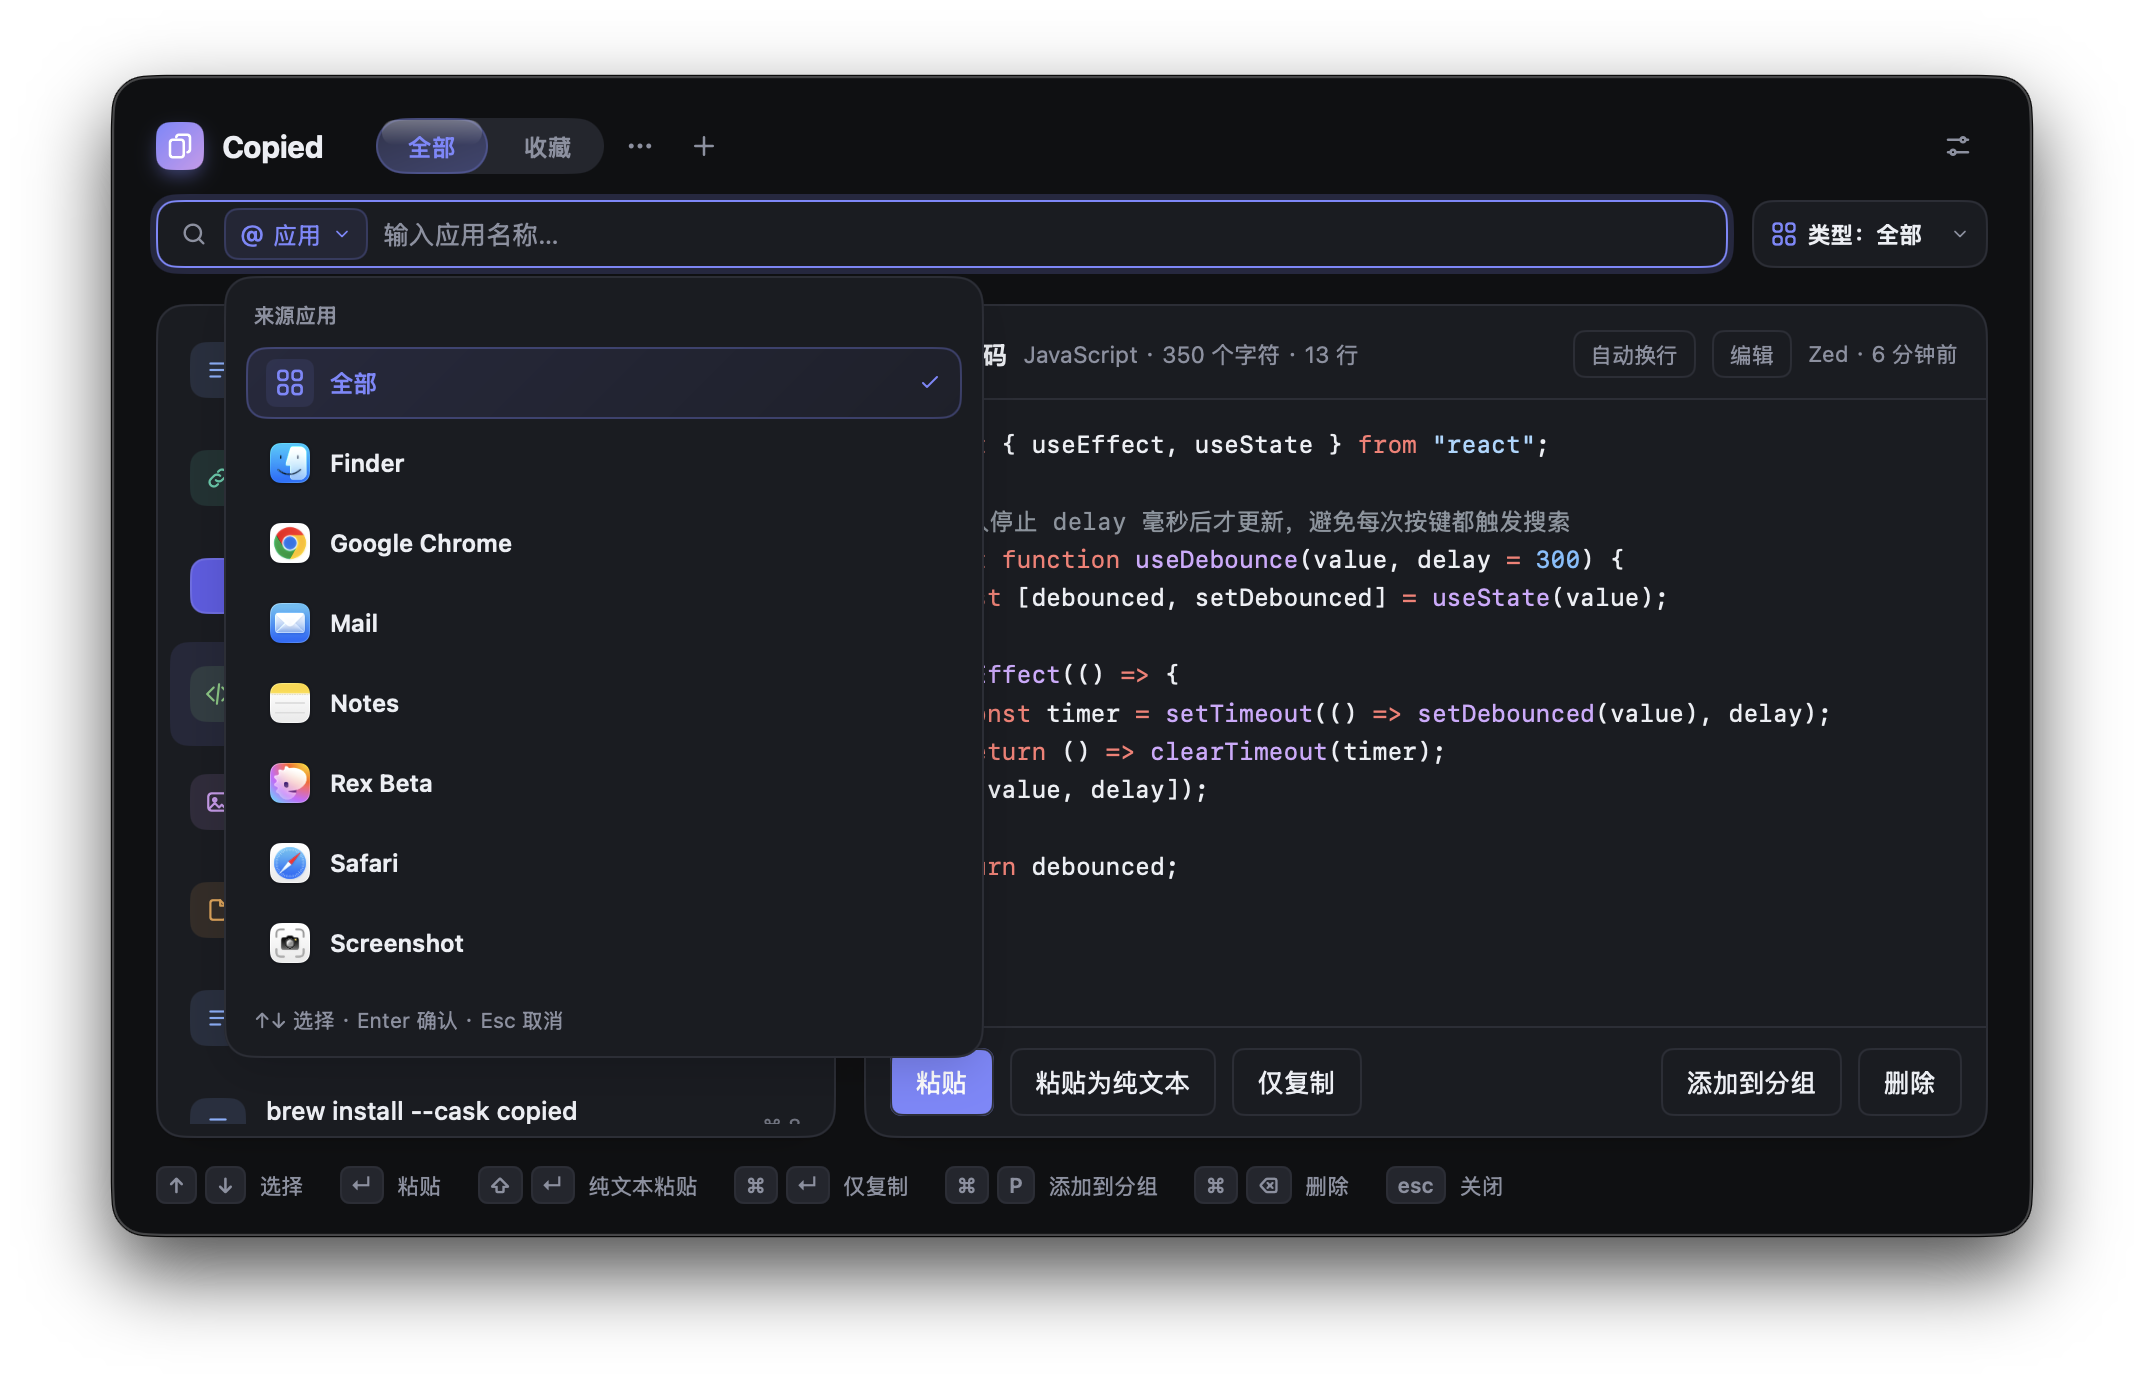 Copied
全部
收藏
@ 应用
输入应用名称...
类型：全部
来源应用
全部
Finder
Google Chrome
Mail
Notes
Rex Beta
Safari
Screenshot
↑↓ 选择 · Enter 确认 · Esc 取消
brew install --cask copied
码 JavaScript · 350 个字符 · 13 行
自动换行
编辑
Zed · 6 分钟前
{ useEffect, useState } from "react";
停止 delay 毫秒后才更新，避免每次按键都触发搜索
function useDebounce(value, delay = 300) {
[debounced, setDebounced] = useState(value);
ffect(() => {
nst timer = setTimeout(() => setDebounced(value), delay);
turn () => clearTimeout(timer);
value, delay]);
rn debounced;
粘贴
粘贴为纯文本
仅复制
添加到分组
删除
↑ ↓ 选择
↵ 粘贴
⇧ ↵ 纯文本粘贴
⌘ ↵ 仅复制
⌘ P 添加到分组
⌘ ⌫ 删除
esc 关闭